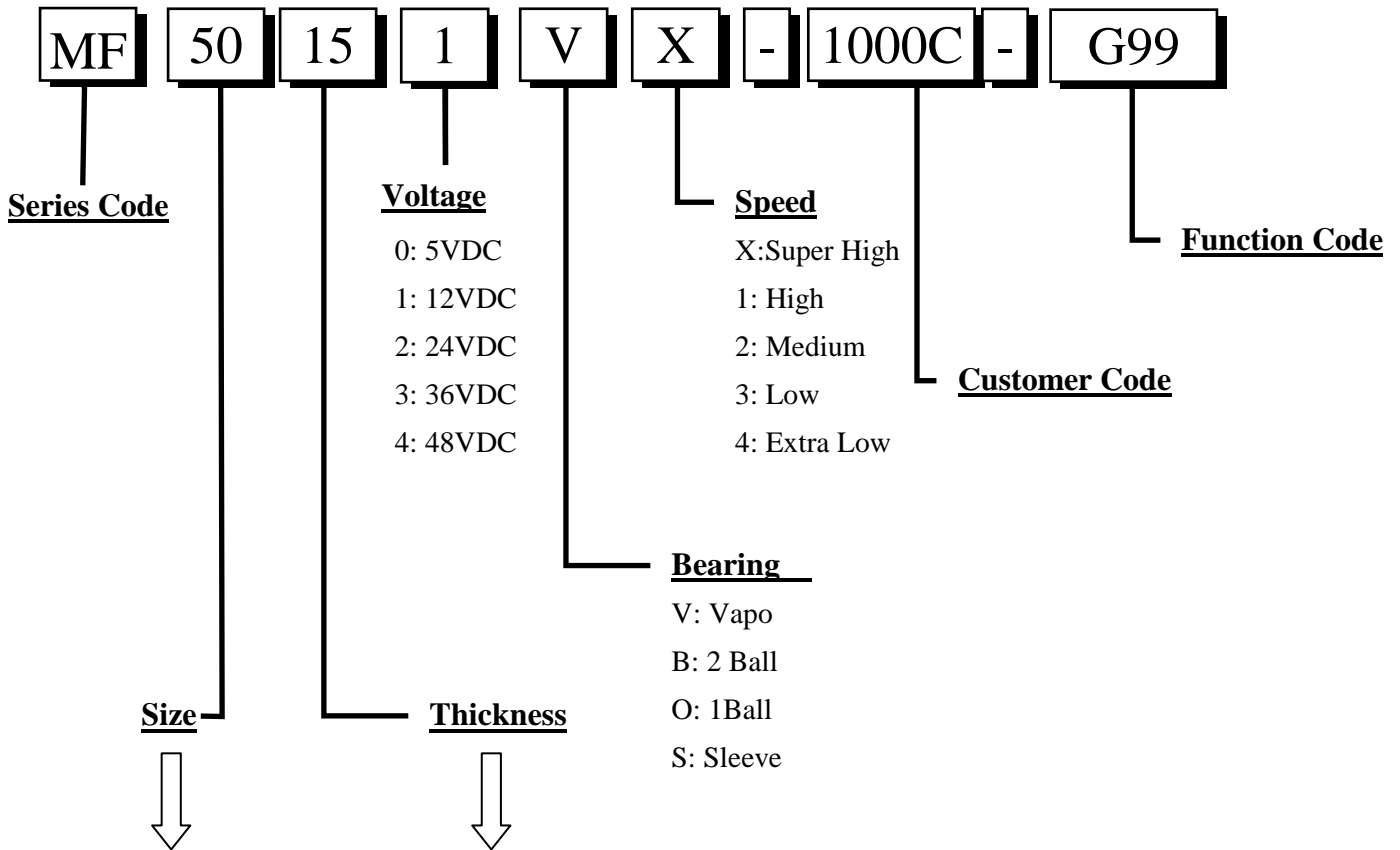 MF 50 15 1 V X - 1000C - G99
Series Code
Voltage
0: 5VDC
1: 12VDC
2: 24VDC
3: 36VDC
4: 48VDC
Speed
X:Super High
1: High
2: Medium
3: Low
4: Extra Low
Function Code
Customer Code
Bearing
V: Vapo
B: 2 Ball
O: 1Ball
S: Sleeve
Size
Thickness